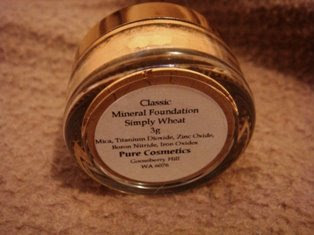 Classic
Mineral Foundation
Simply Wheat
3g
Mica, Titanium Dioxide, Zinc Oxide,
Boron Nitride, Iron Oxides
Pure Cosmetics
Gooseberry Hill
WA 6076